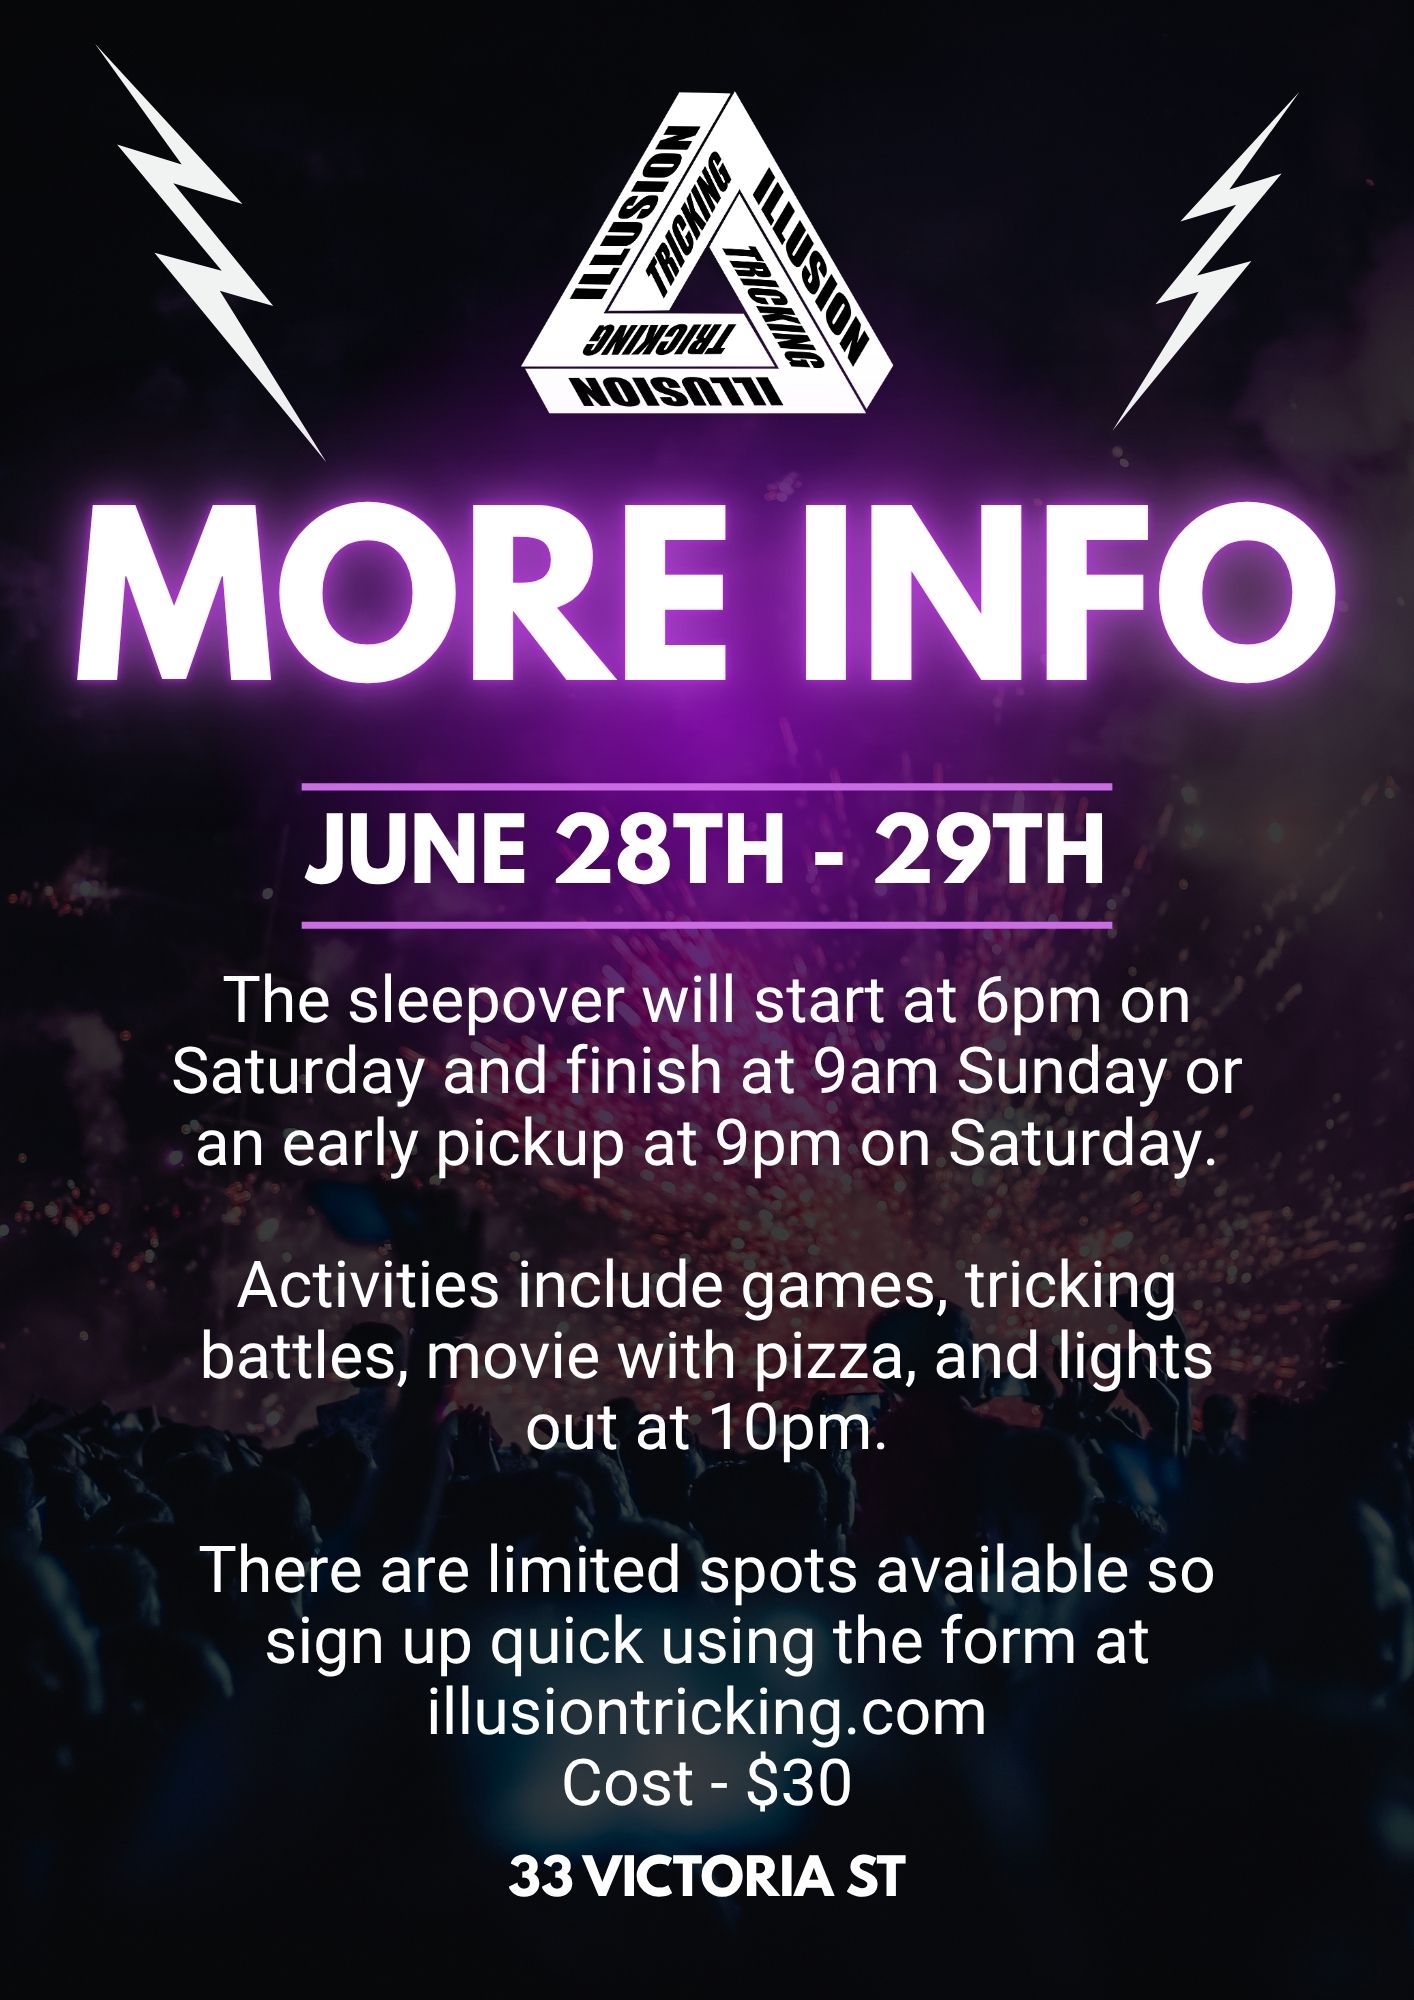 ILLUSION
TRICKING
ILLUSION
TRICKING
TRICKING
ILLUSION
MORE INFO
JUNE 28TH - 29TH
The sleepover will start at 6pm on
Saturday and finish at 9am Sunday or
an early pickup at 9pm on Saturday.
Activities include games, tricking
battles, movie with pizza, and lights
out at 10pm.
There are limited spots available so
sign up quick using the form at
illusiontricking.com
Cost - $30
33 VICTORIA ST